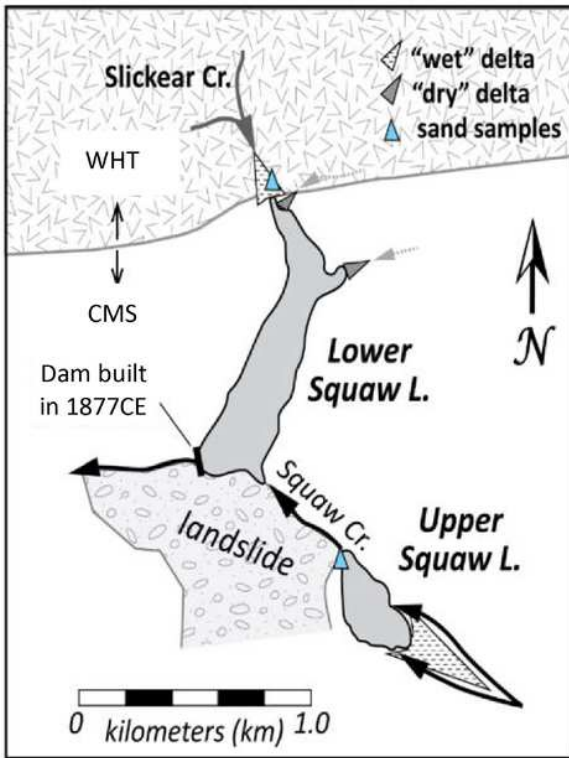 Slickear Cr.
"wet" delta
"dry" delta
sand samples
WHT
CMS
N
Dam built
in 1877CE
Lower
Squaw L.
Squaw Cr.
landslide
Upper
Squaw L.
0 kilometers (km) 1.0